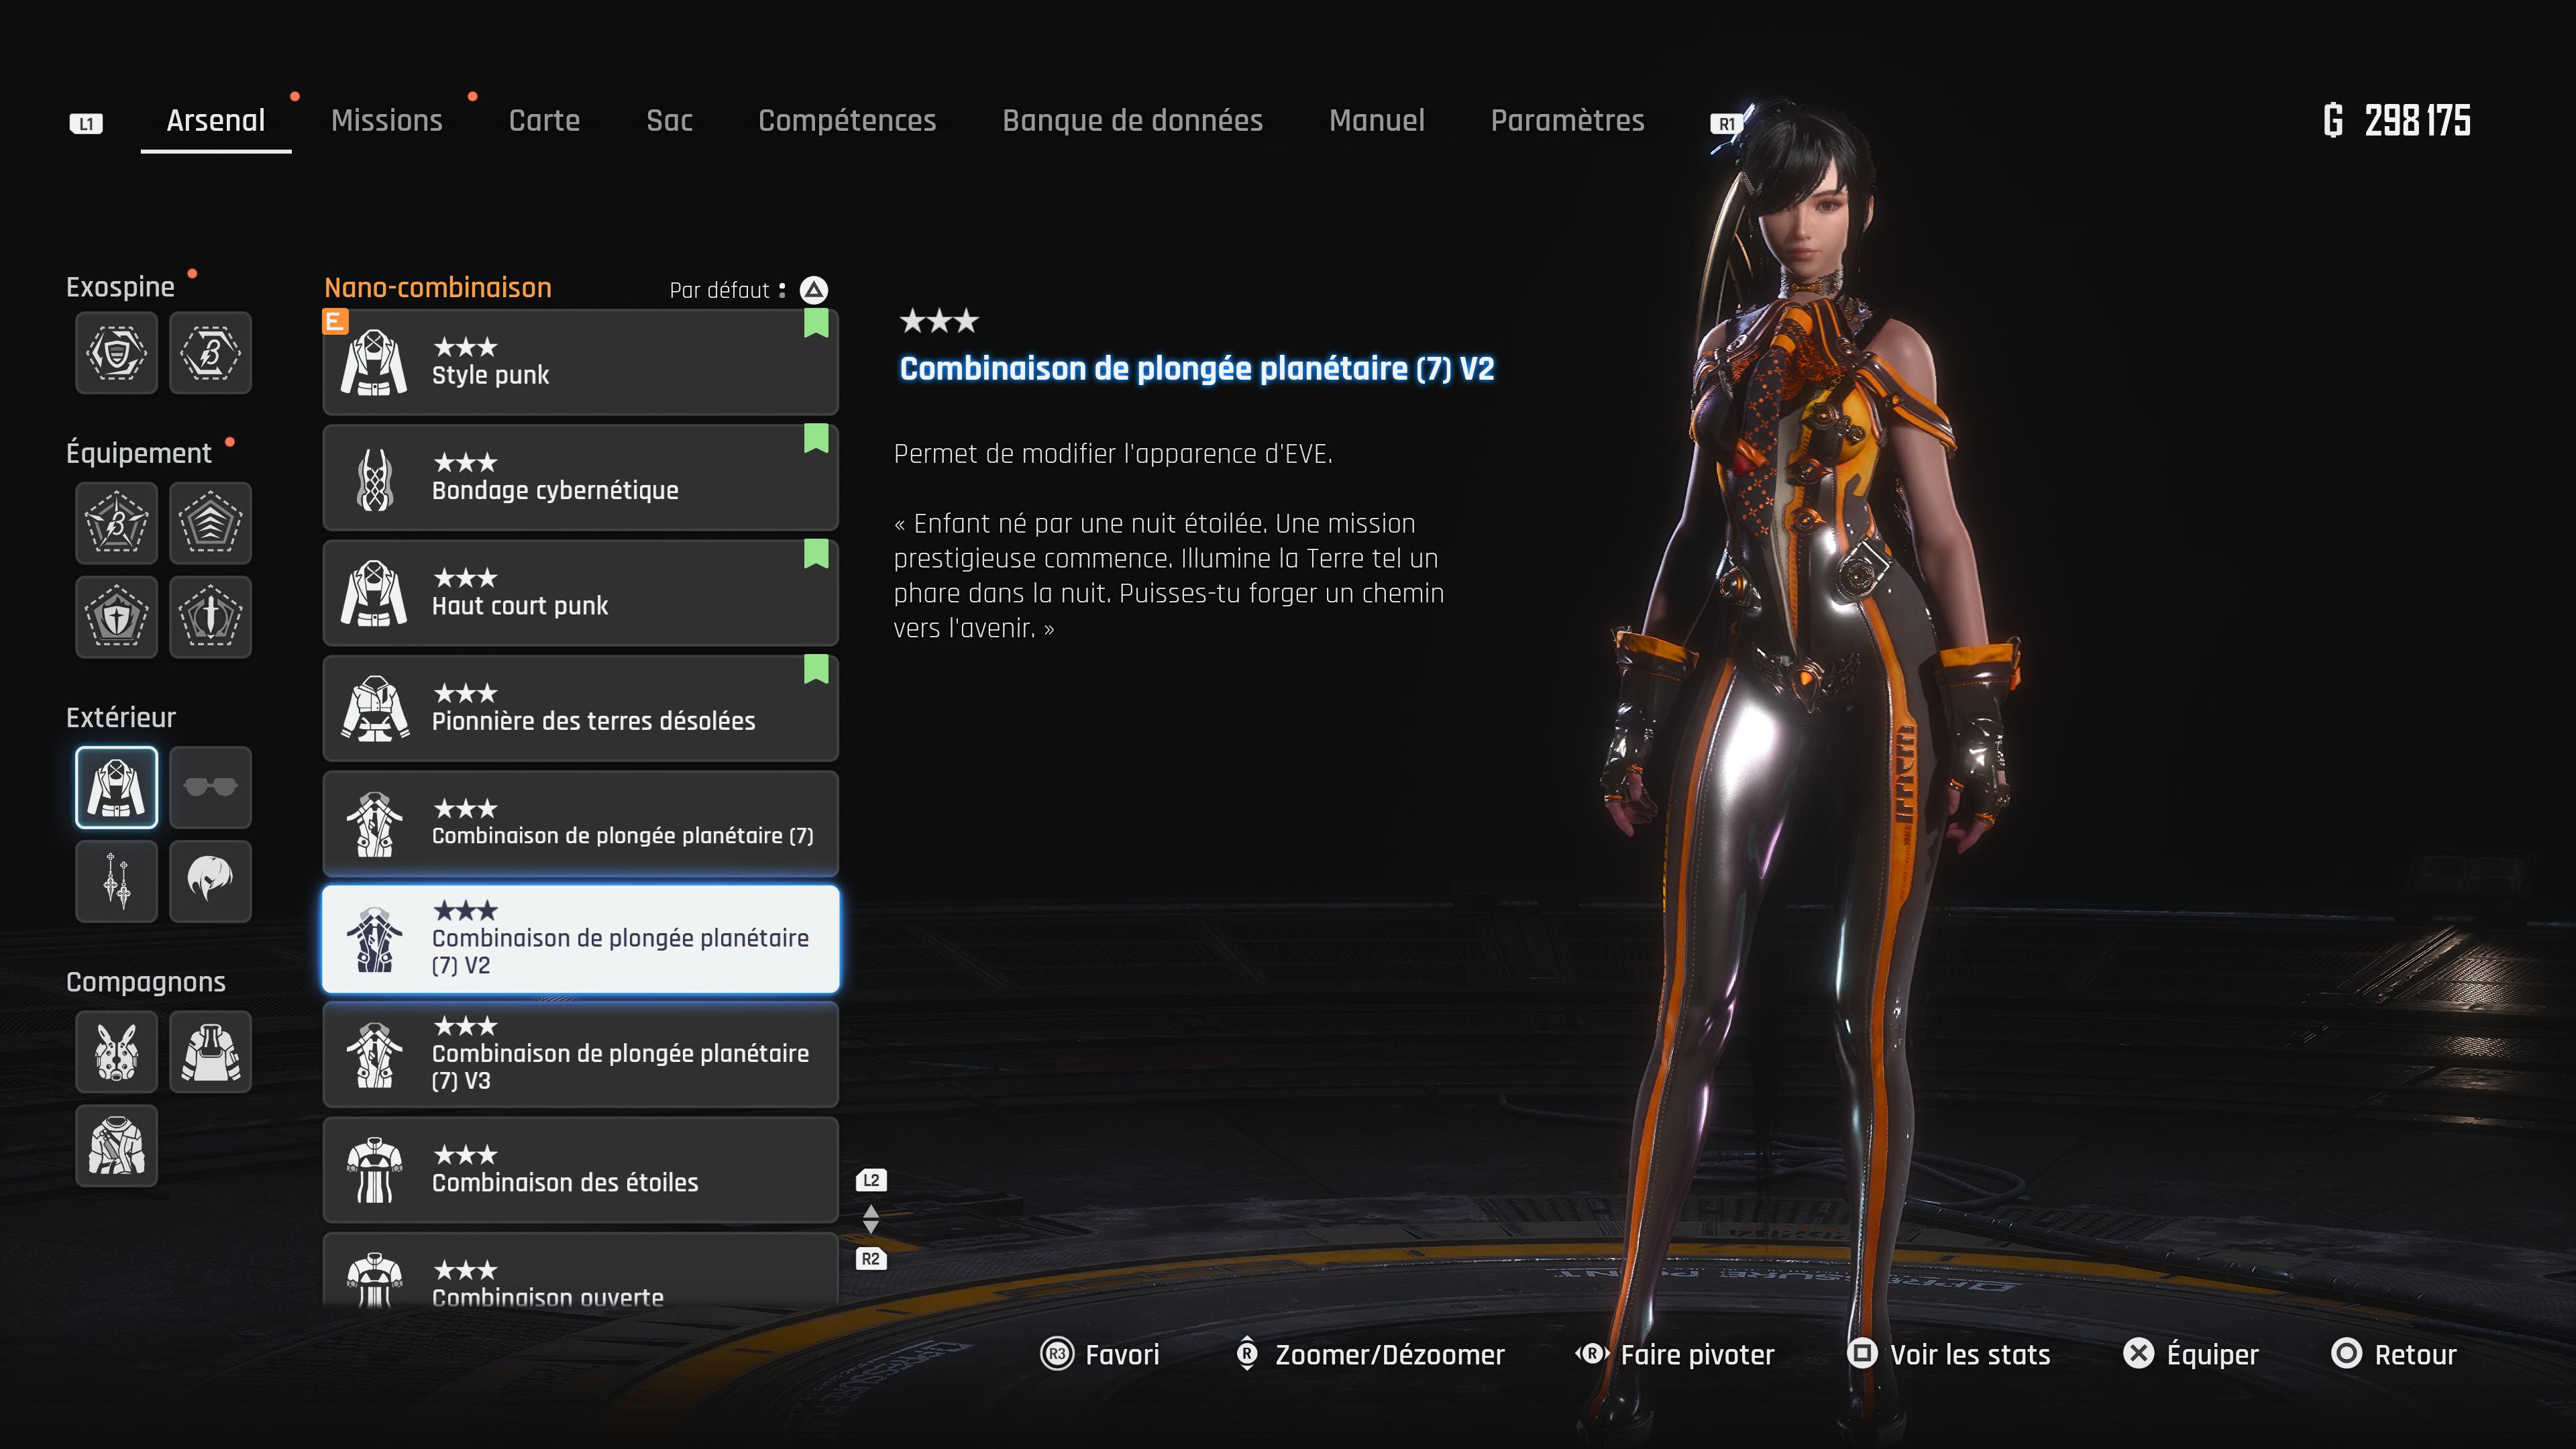 L1
Arsenal
Missions
Carte
Sac
Compétences
Banque de données
Manuel
Paramètres
R1
298 175
Exospine
Équipement
Extérieur
Compagnons
Nano-combinaison
Par défaut :
E
Style punk
Bondage cybernétique
Haut court punk
Pionnière des terres désolées
Combinaison de plongée planétaire (7)
Combinaison de plongée planétaire
(7) V2
Combinaison de plongée planétaire
(7) V3
Combinaison des étoiles
Combinaison ouverte
L2
R2
Combinaison de plongée planétaire (7) V2
Permet de modifier l'apparence d'EVE.
« Enfant né par une nuit étoilée. Une mission
prestigieuse commence. Illumine la Terre tel un
phare dans la nuit. Puisses-tu forger un chemin
vers l'avenir. »
R3 Favori
R Zoomer/Dézoomer
R Faire pivoter
Voir les stats
Équiper
Retour